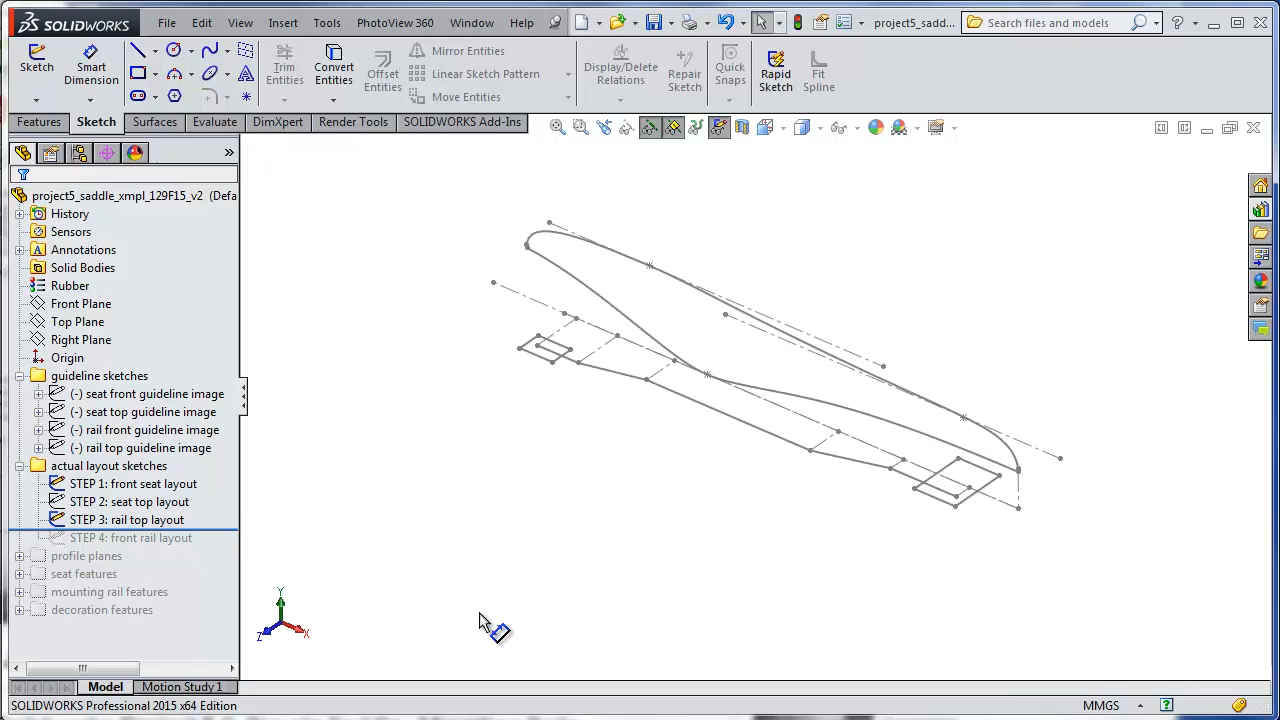 SOLIDWORKS File Edit View Insert Tools PhotoView 360 Window Help project5_saddl... Search files and models
Sketch Smart Dimension Trim Entities Convert Entities Offset Entities Mirror Entities Linear Sketch Pattern Move Entities Display/Delete Relations Repair Sketch Quick Snaps Rapid Sketch Fit Spline
Features Sketch Surfaces Evaluate DimXpert Render Tools SOLIDWORKS Add-Ins
project5_saddle_xmpl_129F15_v2 (Defa
History
Sensors
Annotations
Solid Bodies
Rubber
Front Plane
Top Plane
Right Plane
Origin
guideline sketches
(-) seat front guideline image
(-) seat top guideline image
(-) rail front guideline image
(-) rail top guideline image
actual layout sketches
STEP 1: front seat layout
STEP 2: seat top layout
STEP 3: rail top layout
STEP 4: front rail layout
profile planes
seat features
mounting rail features
decoration features
Y
Z X
Model Motion Study 1
SOLIDWORKS Professional 2015 x64 Edition MMGS